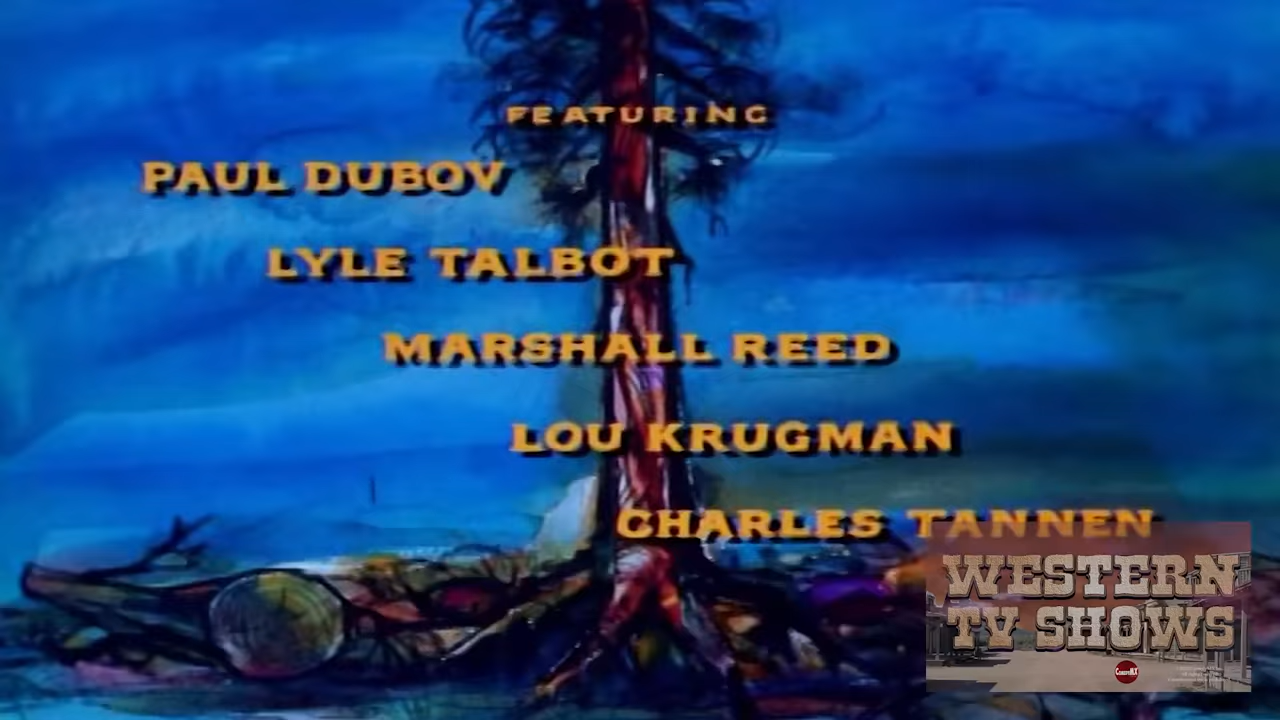 FEATURING
PAUL DUBOV
LYLE TALBOT
MARSHALL REED
LOU KRUGMAN
CHARLES TANNEN
WESTERN
TV SHOWS